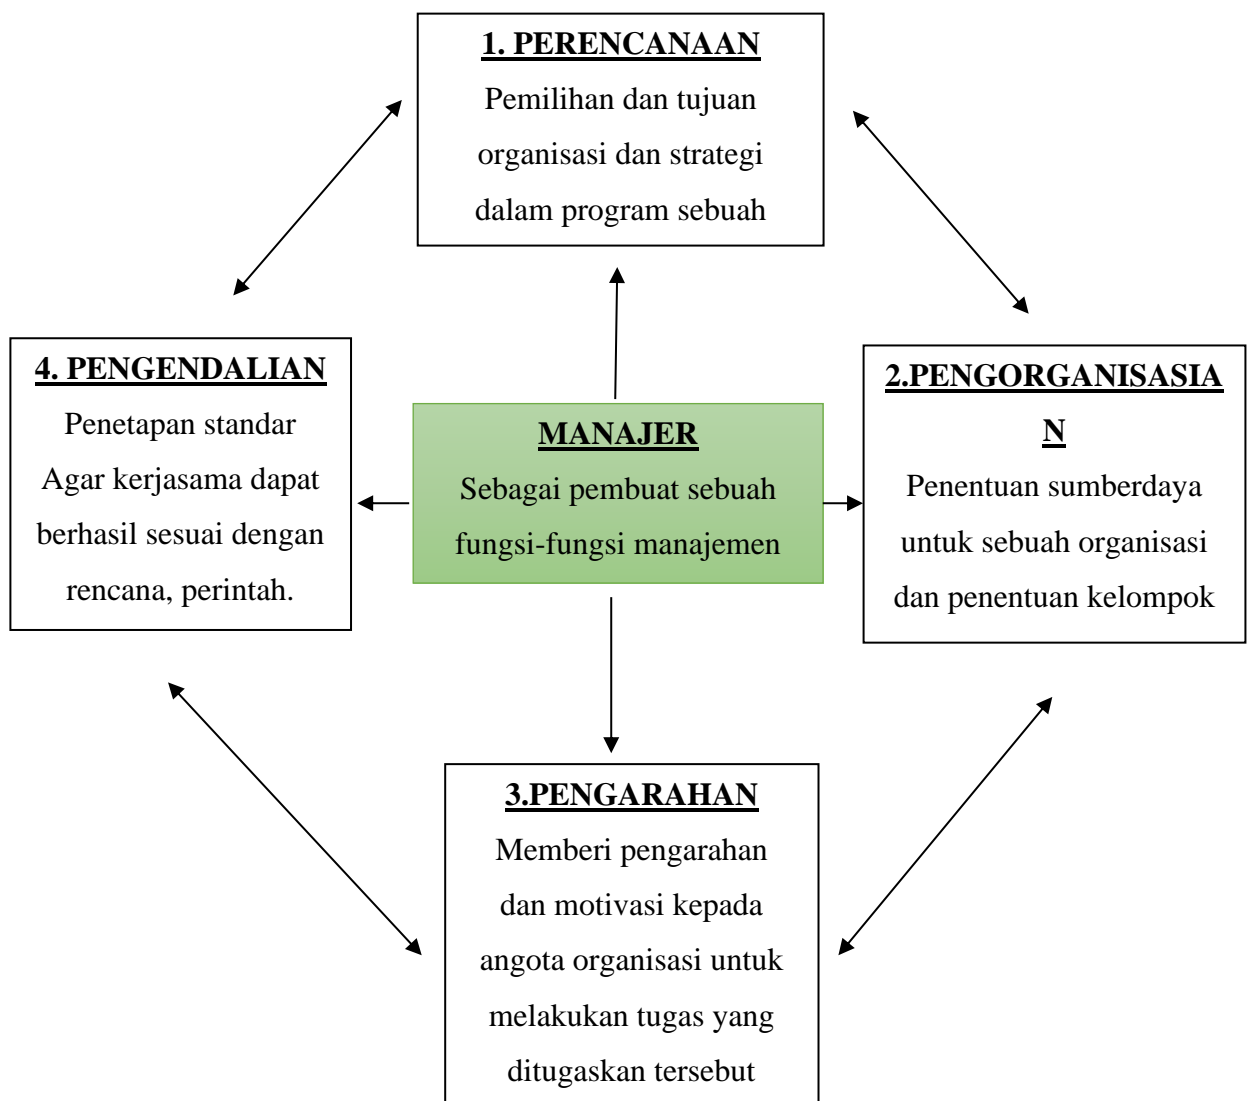 1. PERENCANAAN
Pemilihan dan tujuan
organisasi dan strategi
dalam program sebuah
4. PENGENDALIAN
Penetapan standar
Agar kerjasama dapat
berhasil sesuai dengan
rencana, perintah.
MANAJER
Sebagai pembuat sebuah
fungsi-fungsi manajemen
2.PENGORGANISASIA
N
Penentuan sumberdaya
untuk sebuah organisasi
dan penentuan kelompok
3.PENGARAHAN
Memberi pengarahan
dan motivasi kepada
angota organisasi untuk
melakukan tugas yang
ditugaskan tersebut